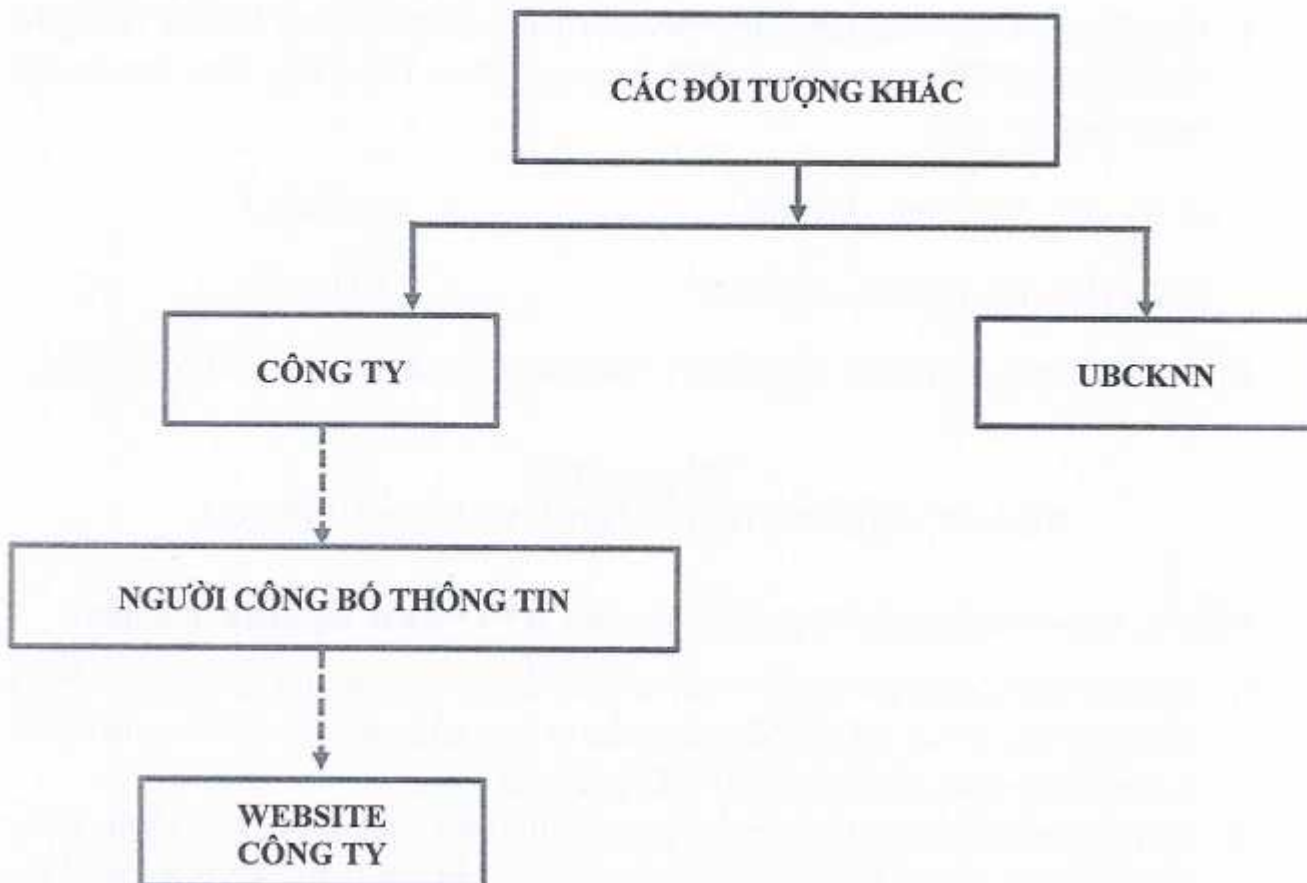 CÁC ĐỐI TƯỢNG KHÁC
CÔNG TY
UBCKNN
NGƯỜI CÔNG BỐ THÔNG TIN
WEBSITE
CÔNG TY